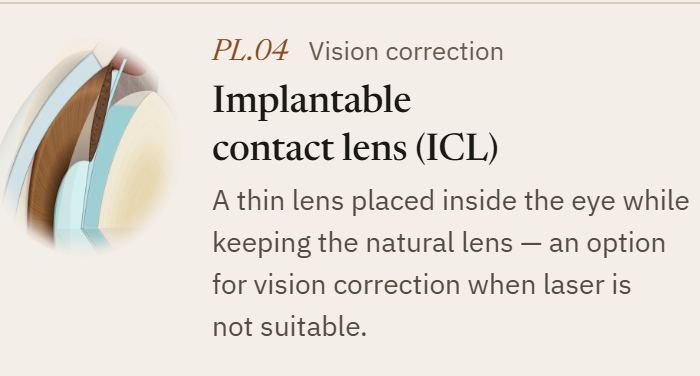 PL.04 Vision correction
Implantable
contact lens (ICL)
A thin lens placed inside the eye while
keeping the natural lens — an option
for vision correction when laser is
not suitable.